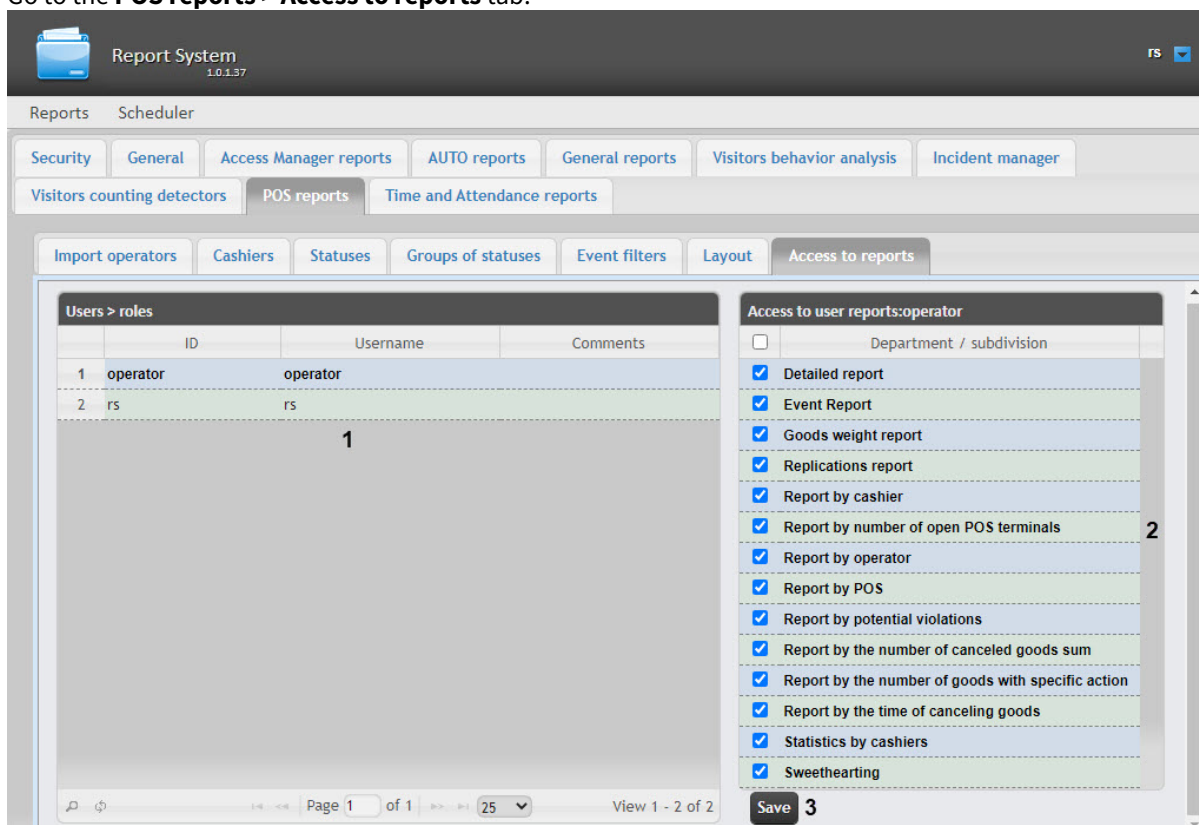 Go to the POS reports > Access to reports tab.
Report System
1.0.1.37
rs
Reports Scheduler
Security General Access Manager reports AUTO reports General reports Visitors behavior analysis Incident manager
Visitors counting detectors POS reports Time and Attendance reports
Import operators Cashiers Statuses Groups of statuses Event filters Layout Access to reports
Users > roles
ID Username Comments
1 operator operator
2 rs rs
1
Page 1 of 1 25 View 1 - 2 of 2
Access to user reports:operator
Department / subdivision
Detailed report
Event Report
Goods weight report
Replications report
Report by cashier
Report by number of open POS terminals
2
Report by operator
Report by POS
Report by potential violations
Report by the number of canceled goods sum
Report by the number of goods with specific action
Report by the time of canceling goods
Statistics by cashiers
Sweethearting
Save 3